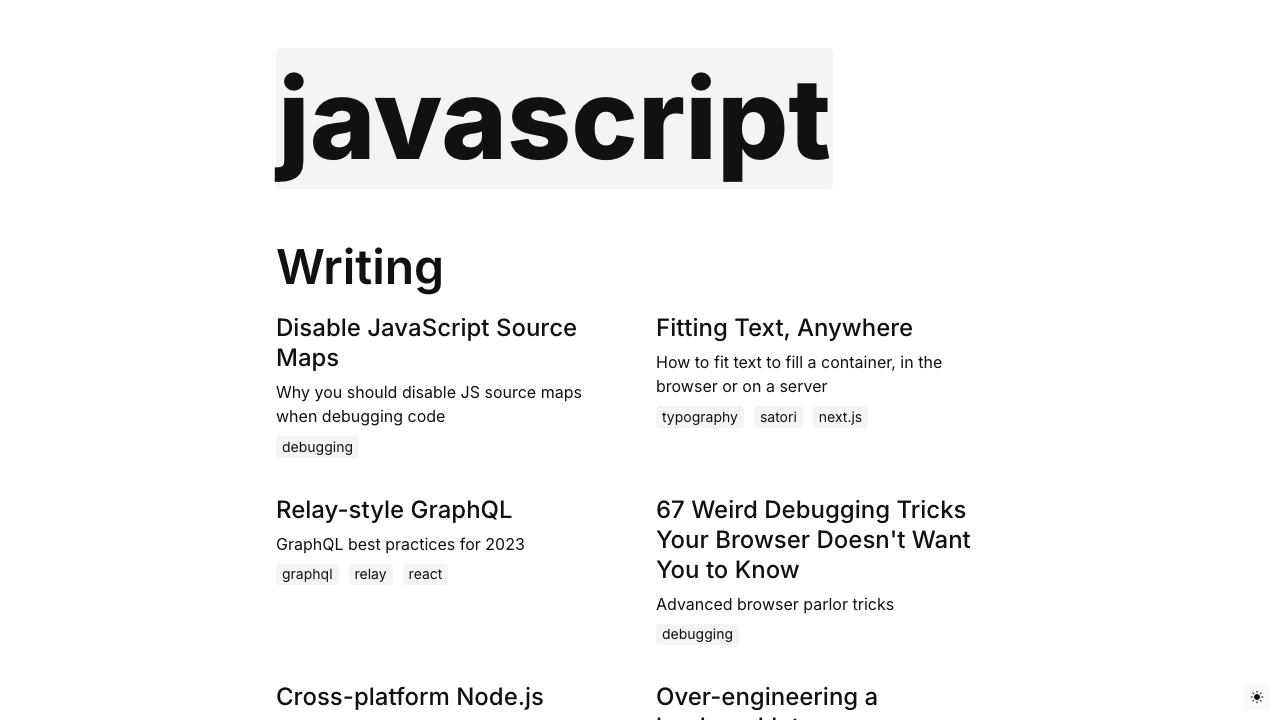 javascript
Writing
Disable JavaScript Source
Maps
Why you should disable JS source maps
when debugging code
debugging
Fitting Text, Anywhere
How to fit text to fill a container, in the
browser or on a server
typography satori next.js
Relay-style GraphQL
GraphQL best practices for 2023
graphql relay react
67 Weird Debugging Tricks
Your Browser Doesn't Want
You to Know
Advanced browser parlor tricks
debugging
Cross-platform Node.js
Over-engineering a